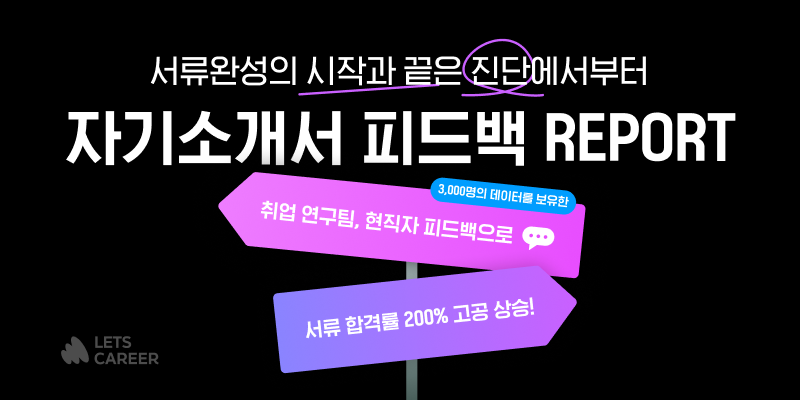 서류완성의 시작과 끝은 진단에서부터
자기소개서 피드백 REPORT
3,000명의 데이터를 보유한
취업 연구팀, 현직자 피드백으로
서류 합격률 200% 고공 상승!
LETS
CAREER